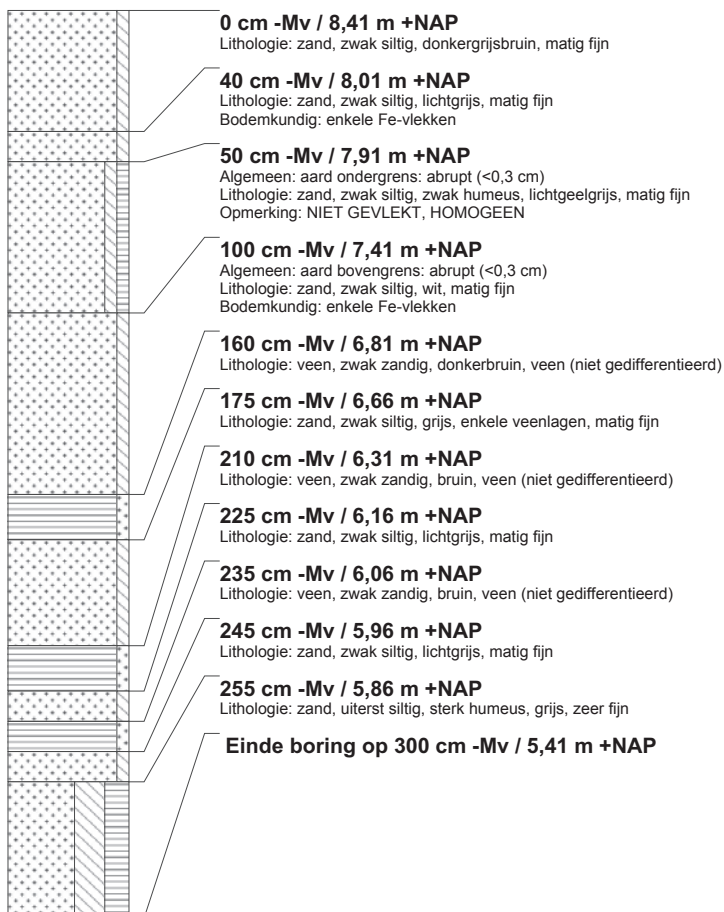 0 cm -Mv / 8,41 m +NAP
Lithologie: zand, zwak siltig, donkergrijsbruin, matig fijn
40 cm -Mv / 8,01 m +NAP
Lithologie: zand, zwak siltig, lichtgrijs, matig fijn
Bodemkundig: enkele Fe-vlekken
50 cm -Mv / 7,91 m +NAP
Algemeen: aard ondergrens: abrupt (<0,3 cm)
Lithologie: zand, zwak siltig, zwak humeus, lichtgeelgrijs, matig fijn
Opmerking: NIET GEVLEKT, HOMOGEEN
100 cm -Mv / 7,41 m +NAP
Algemeen: aard bovengrens: abrupt (<0,3 cm)
Lithologie: zand, zwak siltig, wit, matig fijn
Bodemkundig: enkele Fe-vlekken
160 cm -Mv / 6,81 m +NAP
Lithologie: veen, zwak zandig, donkerbruin, veen (niet gedifferentieerd)
175 cm -Mv / 6,66 m +NAP
Lithologie: zand, zwak siltig, grijs, enkele veenlagen, matig fijn
210 cm -Mv / 6,31 m +NAP
Lithologie: veen, zwak zandig, bruin, veen (niet gedifferentieerd)
225 cm -Mv / 6,16 m +NAP
Lithologie: zand, zwak siltig, lichtgrijs, matig fijn
235 cm -Mv / 6,06 m +NAP
Lithologie: veen, zwak zandig, bruin, veen (niet gedifferentieerd)
245 cm -Mv / 5,96 m +NAP
Lithologie: zand, zwak siltig, lichtgrijs, matig fijn
255 cm -Mv / 5,86 m +NAP
Lithologie: zand, uiterst siltig, sterk humeus, grijs, zeer fijn
Einde boring op 300 cm -Mv / 5,41 m +NAP